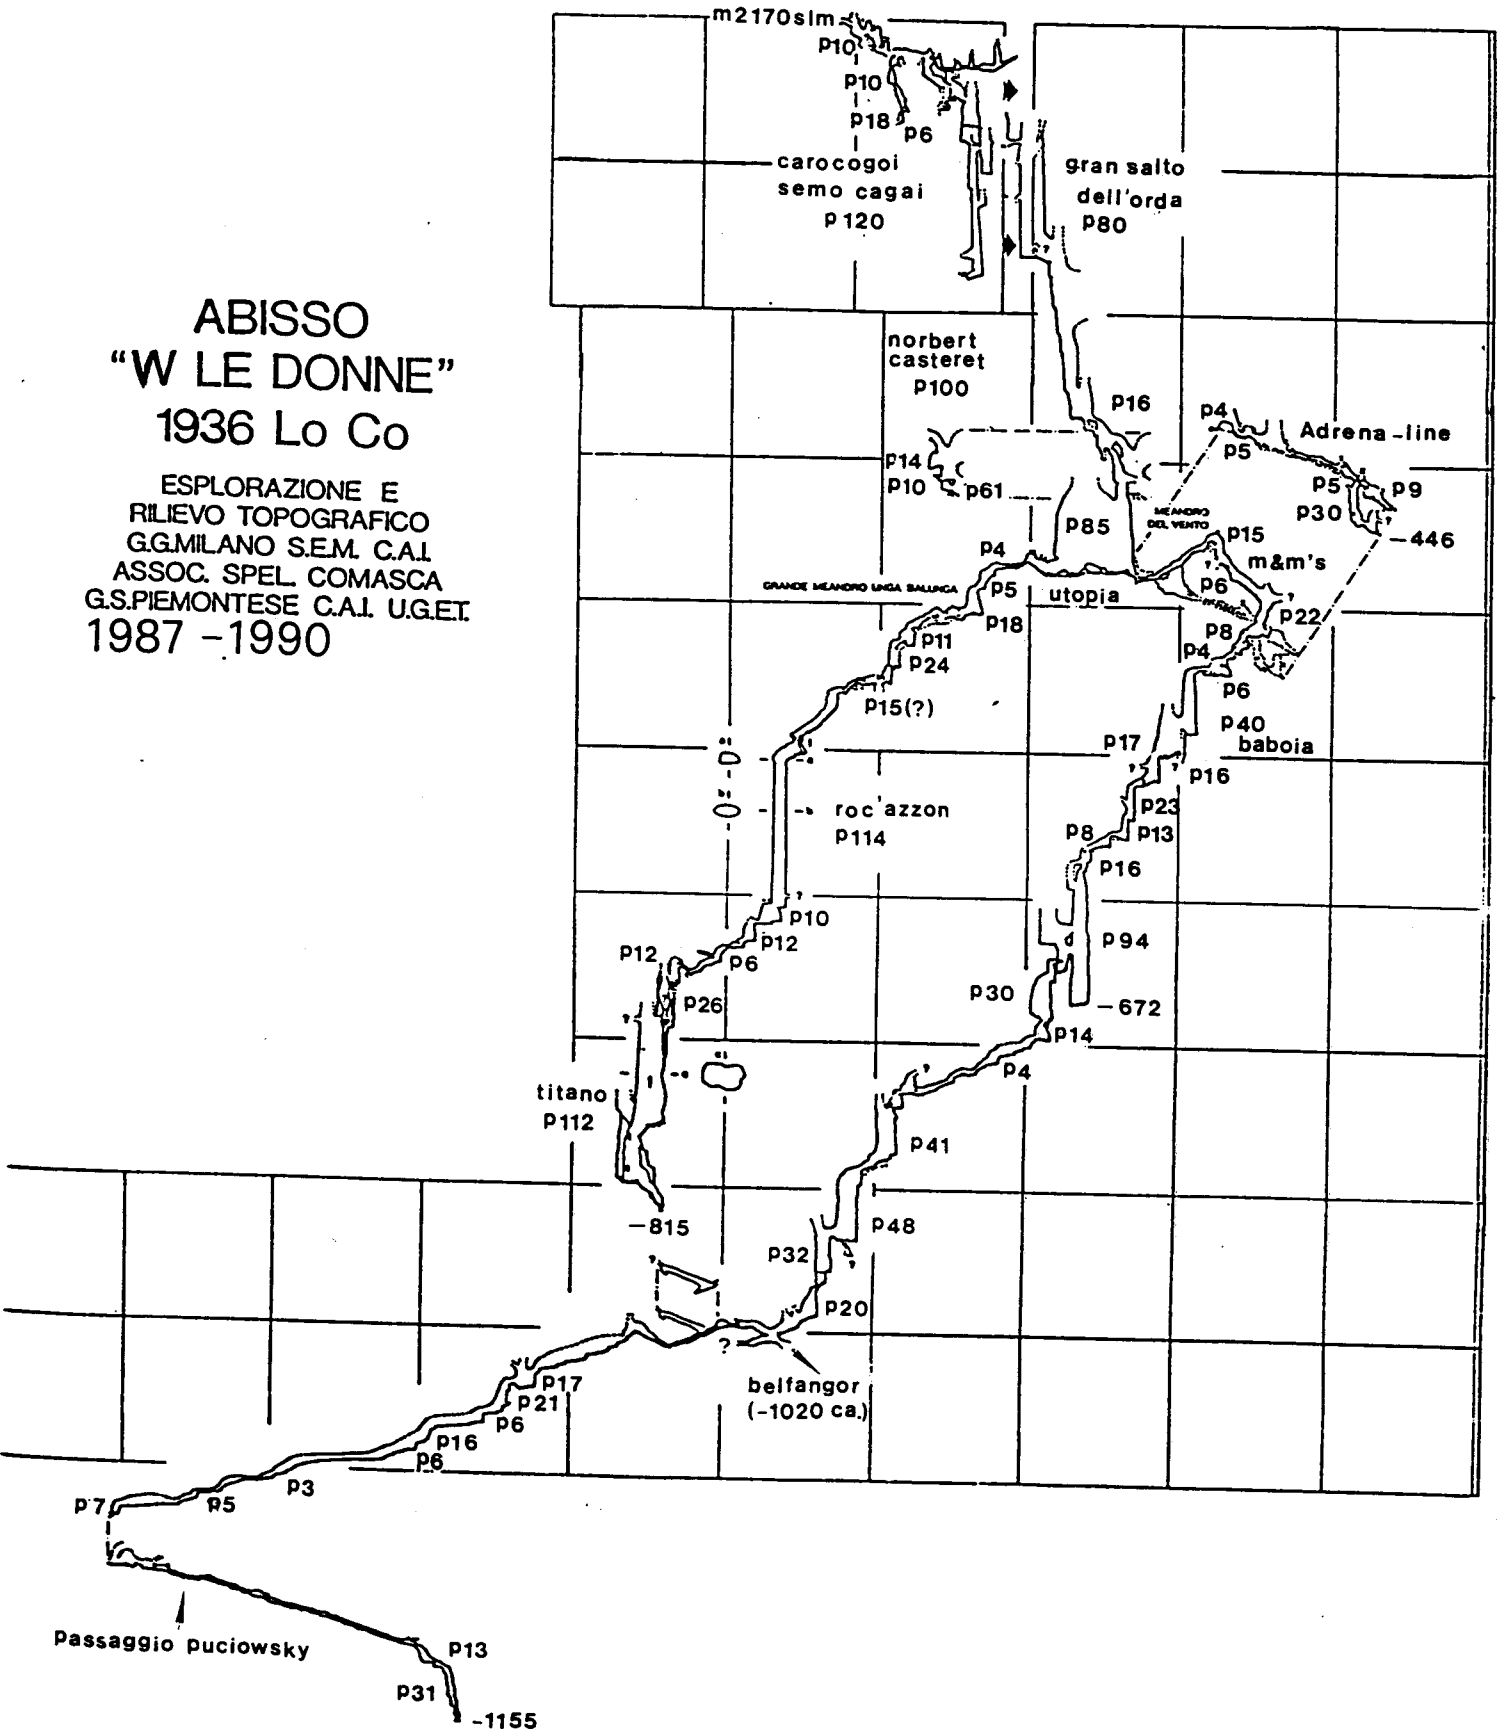 m2170slm
p10
p10
p18
p6
carocogoi
semo cagai
p120
gran salto
dell'orda
p80
ABISSO
"W LE DONNE"
1936 Lo Co
ESPLORAZIONE E
RILIEVO TOPOGRAFICO
G.G.MILANO S.E.M. C.A.I.
ASSOC. SPEL. COMASCA
G.S.PIEMONTESE C.A.I. U.G.E.T.
1987 -1990
norbert
casteret
p100
p16
p14
p10
p61
p85
MEANDRO
DEL VENTO
p4
Adrena-line
p5
p5
p9
p30
-446
p15
m&m's
p6
p22
p8
p4
p6
p40
baboia
p4
p5
GRANDE MEANDRO UNGA BALUNGA
utopia
p18
p11
p24
p15(?)
p17
p16
p23
p13
p8
p16
roc'azzon
p114
p94
p10
p12
p6
p12
p26
p30
-672
p14
p4
titano
p112
p41
-815
p48
p32
p20
?
belfangor
(-1020 ca.)
p17
p21
p6
p16
p6
p3
p5
p7
passaggio puciowsky
p13
p31
-1155